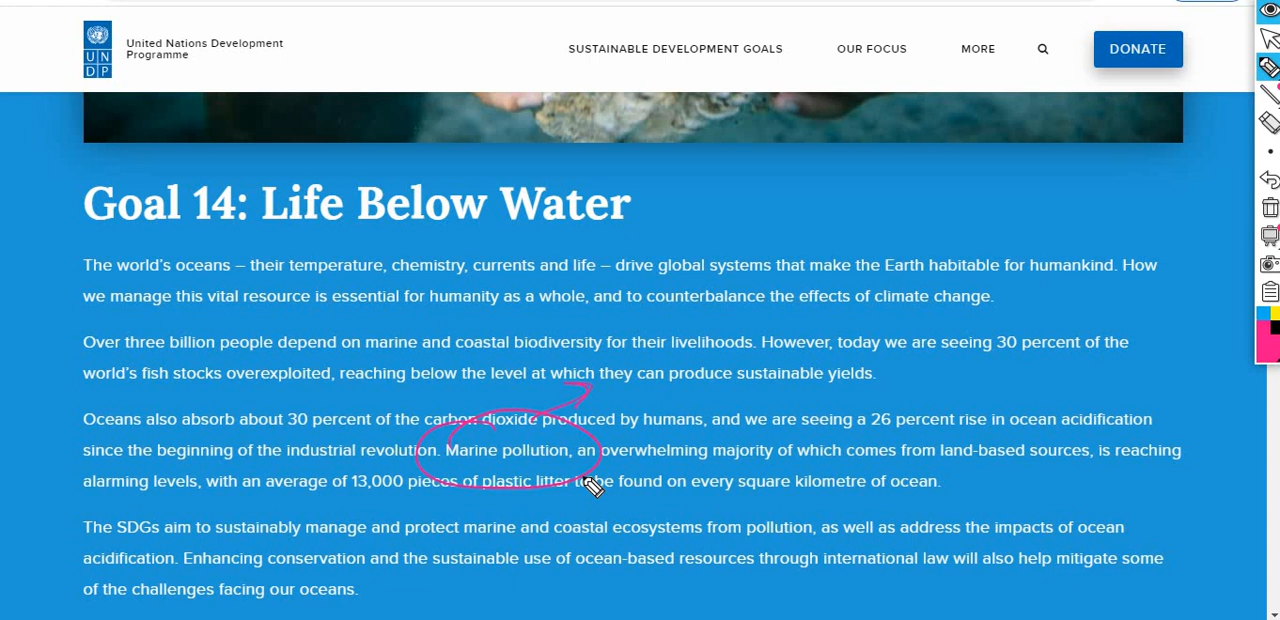 United Nations Development
Programme
UN
DP
SUSTAINABLE DEVELOPMENT GOALS
OUR FOCUS
MORE
DONATE
Goal 14: Life Below Water
The world’s oceans – their temperature, chemistry, currents and life – drive global systems that make the Earth habitable for humankind. How
we manage this vital resource is essential for humanity as a whole, and to counterbalance the effects of climate change.
Over three billion people depend on marine and coastal biodiversity for their livelihoods. However, today we are seeing 30 percent of the
world’s fish stocks overexploited, reaching below the level at which they can produce sustainable yields.
Oceans also absorb about 30 percent of the carbon dioxide produced by humans, and we are seeing a 26 percent rise in ocean acidification
since the beginning of the industrial revolution. Marine pollution, an overwhelming majority of which comes from land-based sources, is reaching
alarming levels, with an average of 13,000 pieces of plastic litter to be found on every square kilometre of ocean.
The SDGs aim to sustainably manage and protect marine and coastal ecosystems from pollution, as well as address the impacts of ocean
acidification. Enhancing conservation and the sustainable use of ocean-based resources through international law will also help mitigate some
of the challenges facing our oceans.